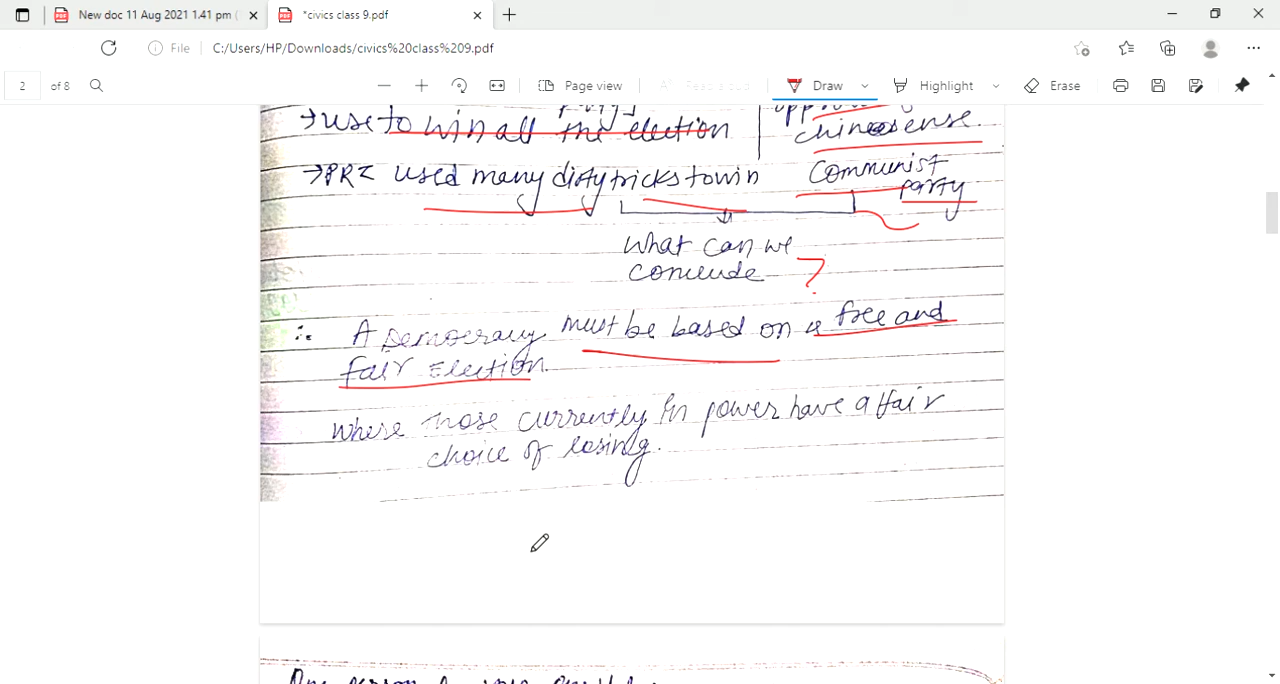 New doc 11 Aug 2021 1.41 pm (
*civics class 9.pdf
File C:/Users/HP/Downloads/civics%20class%209.pdf
2 of 8 Page view Draw Highlight Erase
→ use to win all the election
chinese sense.
→ PRI used many dirty tricks to win
Communist
party
What can we
conclude ?
∴ A Democracy must be based on a free and
fair Election.
Where those currently in power have a fair
choice of losing.